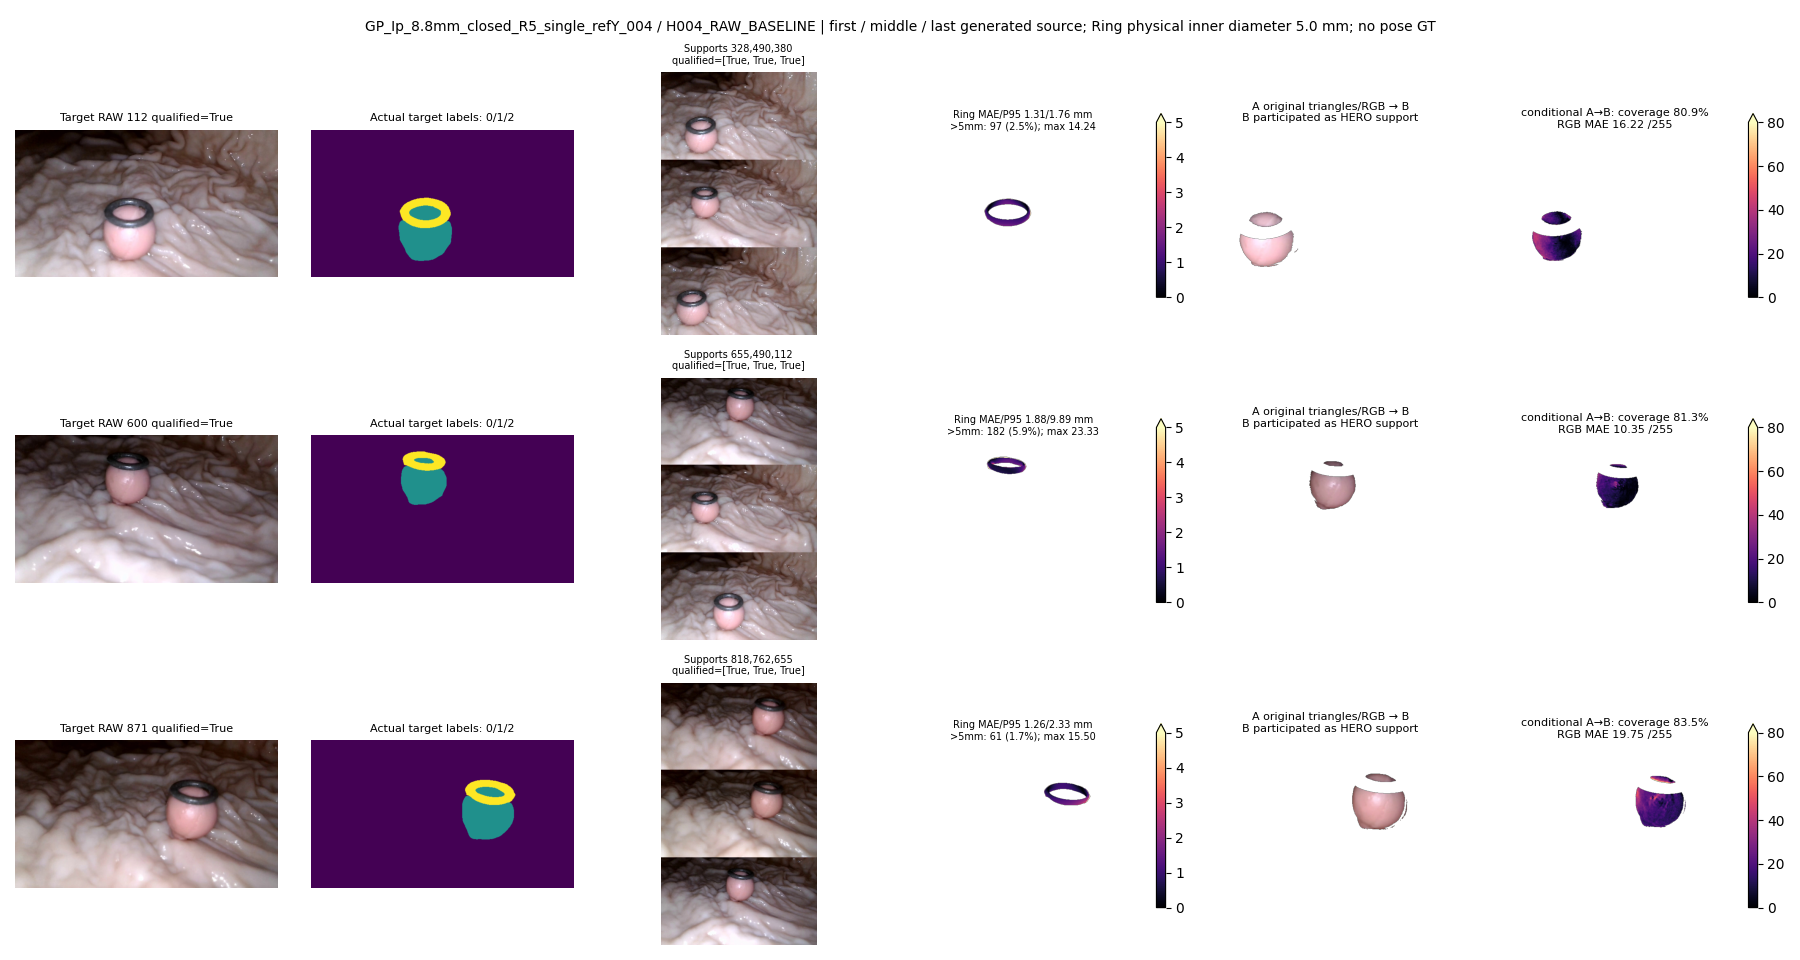 GP_Ip_8.8mm_closed_R5_single_refY_004 / H004_RAW_BASELINE | first / middle / last generated source; Ring physical inner diameter 5.0 mm; no pose GT
Target RAW 112 qualified=True
Actual target labels: 0/1/2
Supports 328,490,380
qualified=[True, True, True]
Ring MAE/P95 1.31/1.76 mm
>5mm: 97 (2.5%); max 14.24
5
4
3
2
1
0
A original triangles/RGB → B
B participated as HERO support
conditional A→B: coverage 80.9%
RGB MAE 16.22 /255
80
60
40
20
0
Target RAW 600 qualified=True
Actual target labels: 0/1/2
Supports 655,490,112
qualified=[True, True, True]
Ring MAE/P95 1.88/9.89 mm
>5mm: 182 (5.9%); max 23.33
5
4
3
2
1
0
A original triangles/RGB → B
B participated as HERO support
conditional A→B: coverage 81.3%
RGB MAE 10.35 /255
80
60
40
20
0
Target RAW 871 qualified=True
Actual target labels: 0/1/2
Supports 818,762,655
qualified=[True, True, True]
Ring MAE/P95 1.26/2.33 mm
>5mm: 61 (1.7%); max 15.50
5
4
3
2
1
0
A original triangles/RGB → B
B participated as HERO support
conditional A→B: coverage 83.5%
RGB MAE 19.75 /255
80
60
40
20
0